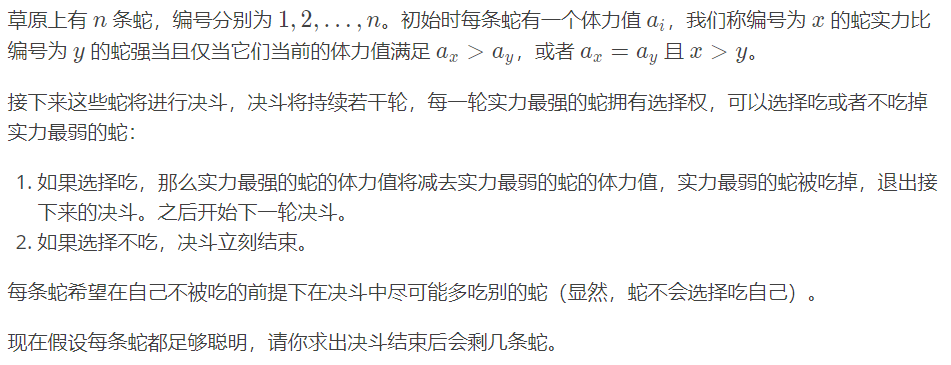 草原上有 n 条蛇，编号分别为 1, 2, . . . , n。初始时每条蛇有一个体力值 a_i，我们称编号为 x 的蛇实力比
编号为 y 的蛇强当且仅当它们当前的体力值满足 a_x > a_y，或者 a_x = a_y 且 x > y。
接下来这些蛇将进行决斗，决斗将持续若干轮，每一轮实力最强的蛇拥有选择权，可以选择吃或者不吃掉
实力最弱的蛇：
1. 如果选择吃，那么实力最强的蛇的体力值将减去实力最弱的蛇的体力值，实力最弱的蛇被吃掉，退出接
下来的决斗。之后开始下一轮决斗。
2. 如果选择不吃，决斗立刻结束。
每条蛇希望在自己不被吃的前提下在决斗中尽可能多吃别的蛇（显然，蛇不会选择吃自己）。
现在假设每条蛇都足够聪明，请你求出决斗结束后会剩几条蛇。